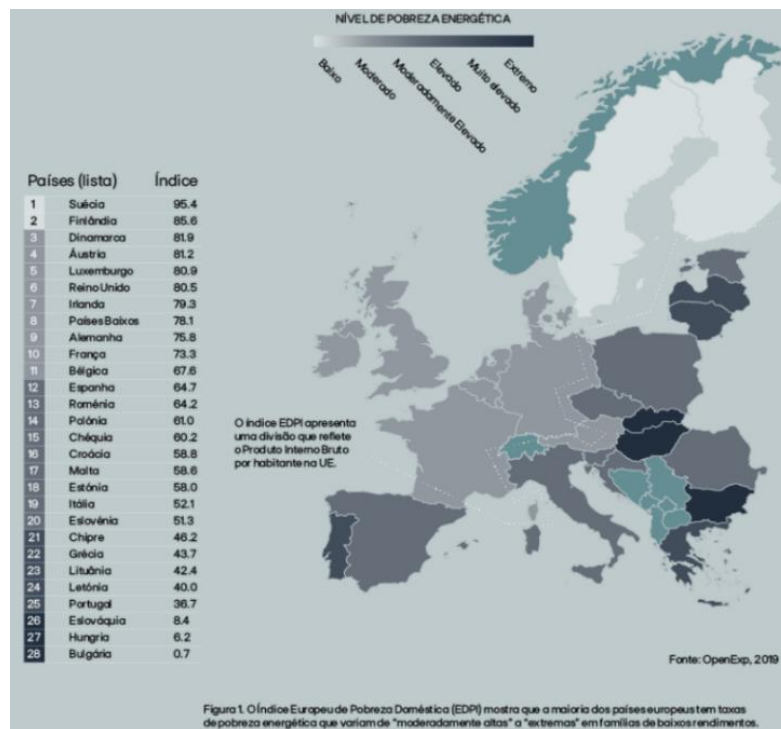 NÍVEL DE POBREZA ENERGÉTICA
Baixo
Moderado
Moderadamente Elevado
Elevado
Muito elevado
Extremo
Países (lista) Índice
1 Suécia 95.4
2 Finlândia 85.6
3 Dinamarca 81.9
4 Áustria 81.2
5 Luxemburgo 80.9
6 Reino Unido 80.5
7 Irlanda 79.3
8 Países Baixos 78.1
9 Alemanha 75.8
10 França 73.3
11 Bélgica 67.6
12 Espanha 64.7
13 Roménia 64.2
14 Polónia 61.0
15 Chéquia 60.2
16 Croácia 58.8
17 Malta 58.6
18 Estónia 58.0
19 Itália 52.1
20 Eslovénia 51.3
21 Chipre 46.2
22 Grécia 43.7
23 Lituânia 42.4
24 Letónia 40.0
25 Portugal 36.7
26 Eslováquia 8.4
27 Hungria 6.2
28 Bulgária 0.7
O índice EDPI apresenta
uma divisão que reflete
o Produto Interno Bruto
por habitante na UE.
Fonte: OpenExp, 2019
Figura 1. O Índice Europeu de Pobreza Doméstica (EDPI) mostra que a maioria dos países europeus tem taxas
de pobreza energética que variam de "moderadamente altas" a "extremas" em famílias de baixos rendimentos.